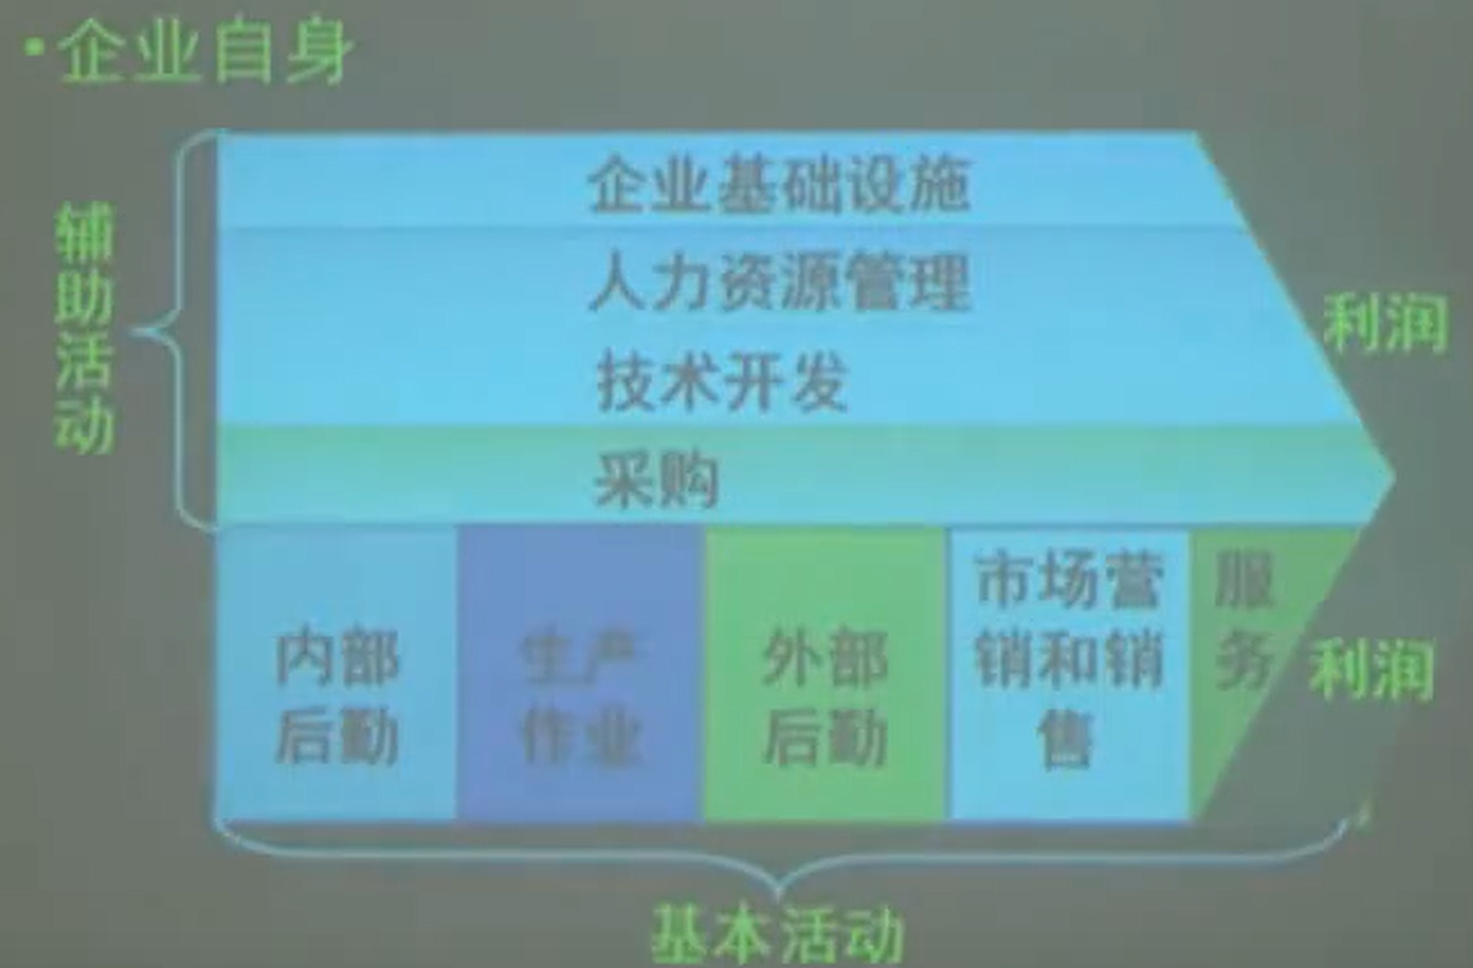 •企业自身
辅助活动
企业基础设施
人力资源管理
技术开发
采购
利润
内部
后勤
生产
作业
外部
后勤
市场营
销和销
售
服
务
利润
基本活动